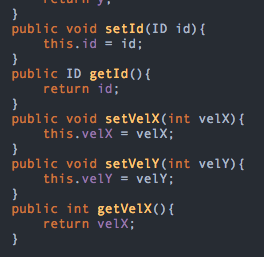 return y;
}
public void setId(ID id){
this.id = id;
}
public ID getId(){
return id;
}
public void setVelX(int velX){
this.velX = velX;
}
public void setVelY(int velY){
this.velY = velY;
}
public int getVelX(){
return velX;
}